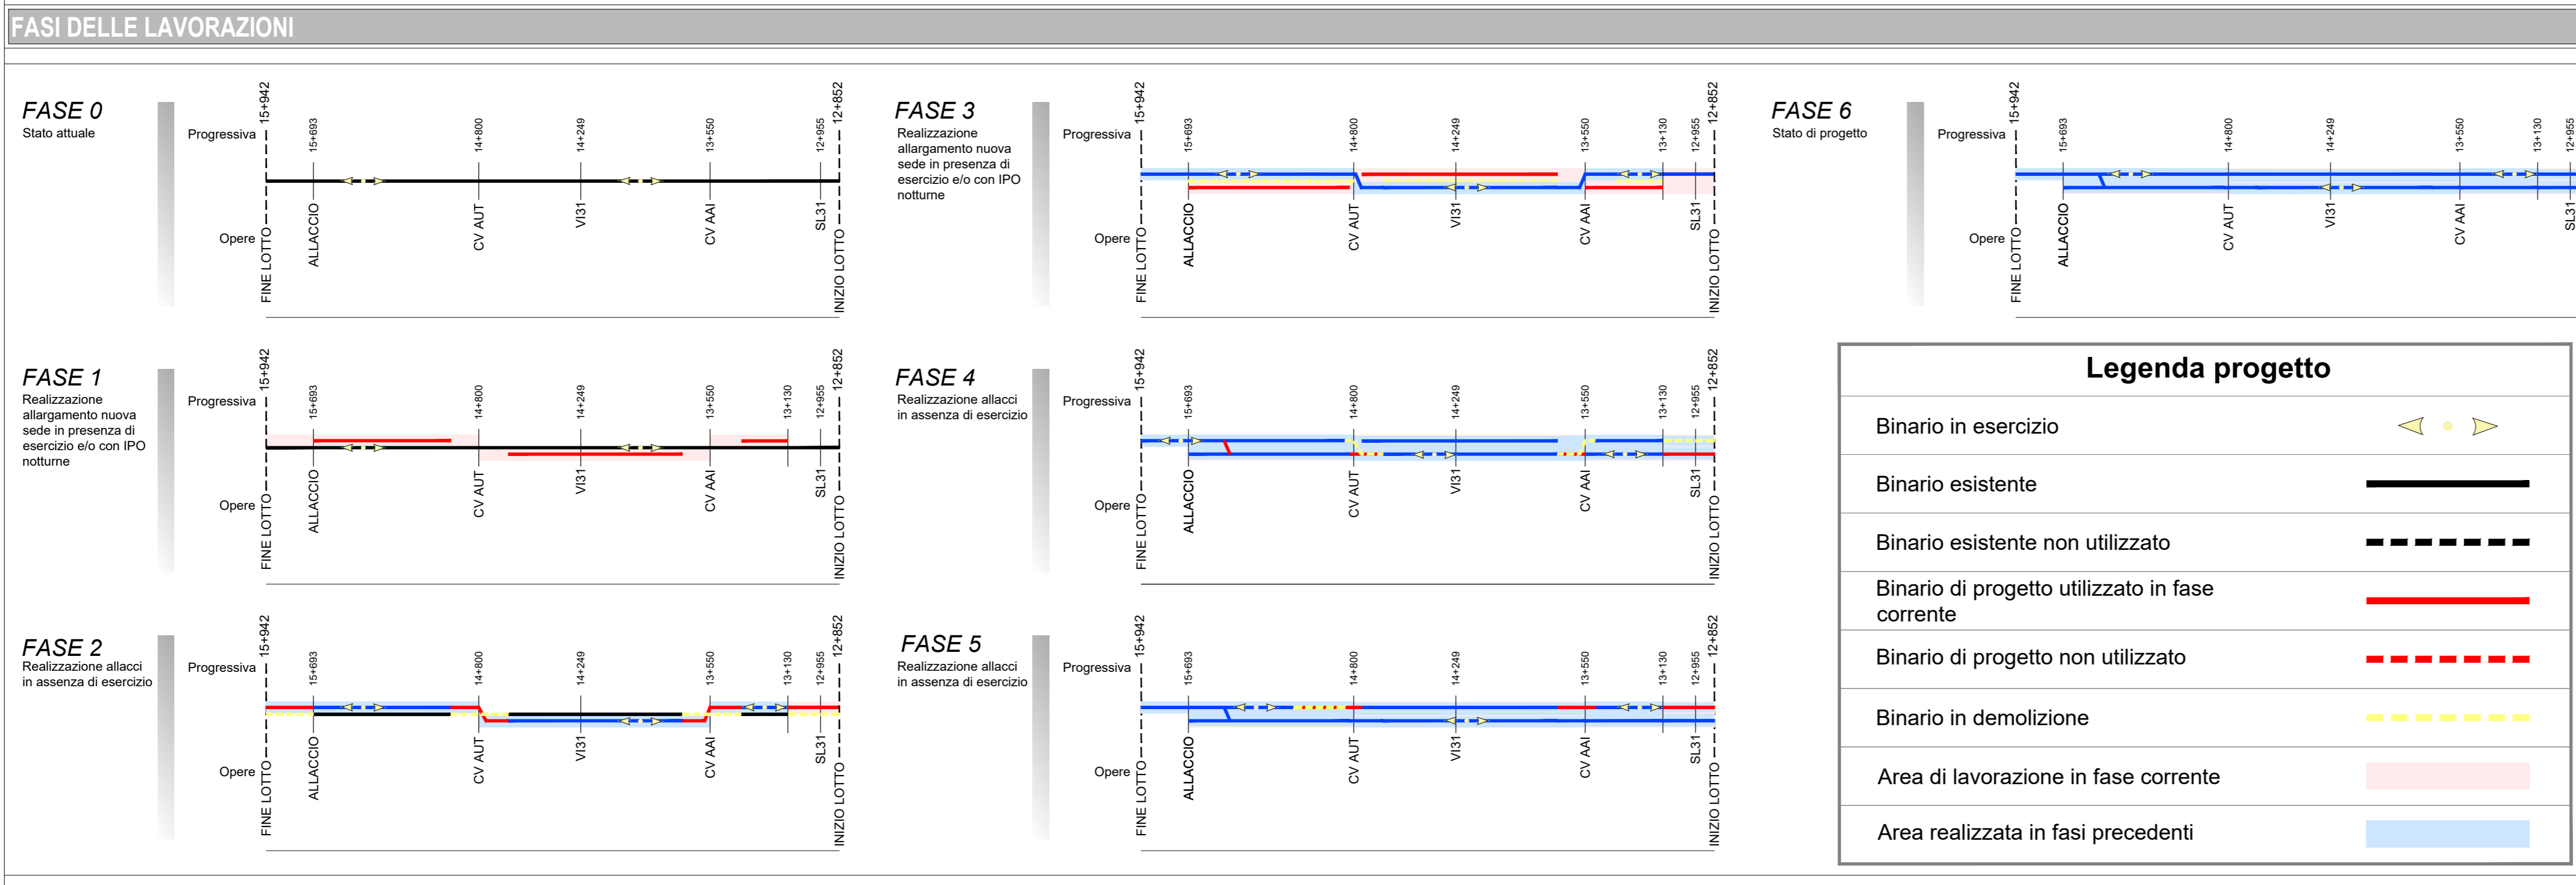 FASI DELLE LAVORAZIONI
FASE 0
Stato attuale
Progressiva
Opere
15+942
15+693
14+800
14+249
13+550
12+955
12+852
FINE LOTTO
ALLACCIO
CV AUT
VI31
CV AAI
SL31
INIZIO LOTTO
FASE 1
Realizzazione
allargamento nuova
sede in presenza di
esercizio e/o con IPO
notturne
Progressiva
Opere
15+942
15+693
14+800
14+249
13+550
13+130
12+955
12+852
FINE LOTTO
ALLACCIO
CV AUT
VI31
CV AAI
SL31
INIZIO LOTTO
FASE 2
Realizzazione allacci
in assenza di esercizio
Progressiva
Opere
15+942
15+693
14+800
14+249
13+550
13+130
12+955
12+852
FINE LOTTO
ALLACCIO
CV AUT
VI31
CV AAI
SL31
INIZIO LOTTO
FASE 3
Realizzazione
allargamento nuova
sede in presenza di
esercizio e/o con IPO
notturne
Progressiva
Opere
15+942
15+693
14+800
14+249
13+550
13+130
12+955
12+852
FINE LOTTO
ALLACCIO
CV AUT
VI31
CV AAI
SL31
INIZIO LOTTO
FASE 4
Realizzazione allacci
in assenza di esercizio
Progressiva
Opere
15+942
15+693
14+800
14+249
13+550
13+130
12+955
12+852
FINE LOTTO
ALLACCIO
CV AUT
VI31
CV AAI
SL31
INIZIO LOTTO
FASE 5
Realizzazione allacci
in assenza di esercizio
Progressiva
Opere
15+942
15+693
14+800
14+249
13+550
13+130
12+955
12+852
FINE LOTTO
ALLACCIO
CV AUT
VI31
CV AAI
SL31
INIZIO LOTTO
FASE 6
Stato di progetto
Progressiva
Opere
15+942
15+693
14+800
14+249
13+550
13+130
12+955
FINE LOTTO
ALLACCIO
CV AUT
VI31
CV AAI
SL31
Legenda progetto
Binario in esercizio
Binario esistente
Binario esistente non utilizzato
Binario di progetto utilizzato in fase
corrente
Binario di progetto non utilizzato
Binario in demolizione
Area di lavorazione in fase corrente
Area realizzata in fasi precedenti